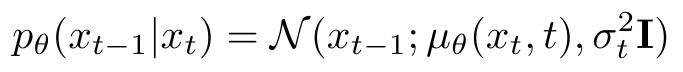 p_θ(x_{t−1}|x_t) = 𝒩(x_{t−1}; μ_θ(x_t, t), σ_t^2 𝐈)